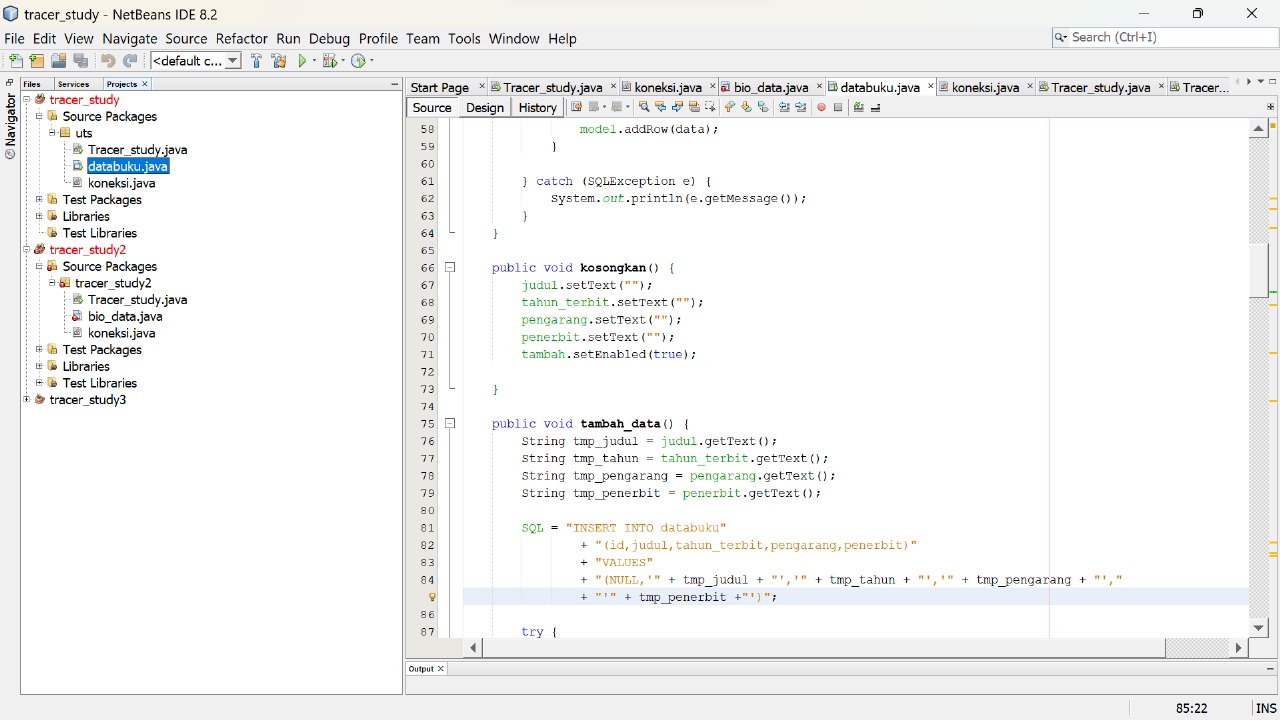 tracer_study - NetBeans IDE 8.2
File Edit View Navigate Source Refactor Run Debug Profile Team Tools Window Help
Search (Ctrl+I)
<default c...
Files Services Projects
Navigator
tracer_study
Source Packages
uts
Tracer_study.java
databuku.java
koneksi.java
Test Packages
Libraries
Test Libraries
tracer_study2
Source Packages
tracer_study2
Tracer_study.java
bio_data.java
koneksi.java
Test Packages
Libraries
Test Libraries
tracer_study3
Start Page Tracer_study.java koneksi.java bio_data.java databuku.java koneksi.java Tracer_study.java Tracer...
Source Design History
58 model.addRow(data);
59 }
60
61 } catch (SQLException e) {
62 System.out.println(e.getMessage());
63 }
64 }
65
66 public void kosongkan() {
67 judul.setText("");
68 tahun_terbit.setText("");
69 pengarang.setText("");
70 penerbit.setText("");
71 tambah.setEnabled(true);
72
73 }
74
75 public void tambah_data() {
76 String tmp_judul = judul.getText();
77 String tmp_tahun = tahun_terbit.getText();
78 String tmp_pengarang = pengarang.getText();
79 String tmp_penerbit = penerbit.getText();
80
81 SQL = "INSERT INTO databuku"
82 + "(id,judul,tahun_terbit,pengarang,penerbit)"
83 + "VALUES"
84 + "(NULL,'" + tmp_judul + "','" + tmp_tahun + "','" + tmp_pengarang + "',"
+ "'" + tmp_penerbit +"')";
86
87 try {
Output
85:22 INS